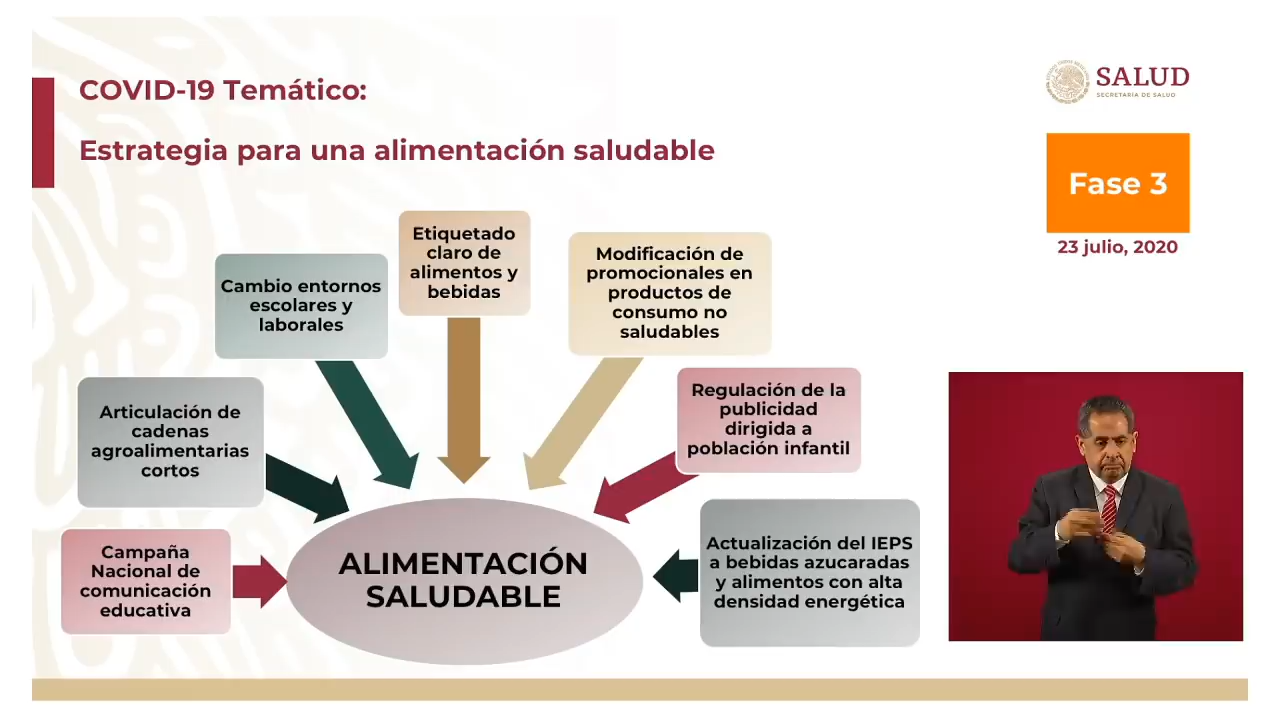 COVID-19 Temático:
Estrategia para una alimentación saludable
SALUD
SECRETARÍA DE SALUD
Fase 3
23 julio, 2020
Etiquetado
claro de
alimentos y
bebidas
Modificación de
promocionales en
productos de
consumo no
saludables
Cambio entornos
escolares y
laborales
Regulación de la
publicidad
dirigida a
población infantil
Articulación de
cadenas
agroalimentarias
cortos
Actualización del IEPS
a bebidas azucaradas
y alimentos con alta
densidad energética
Campaña
Nacional de
comunicación
educativa
ALIMENTACIÓN
SALUDABLE